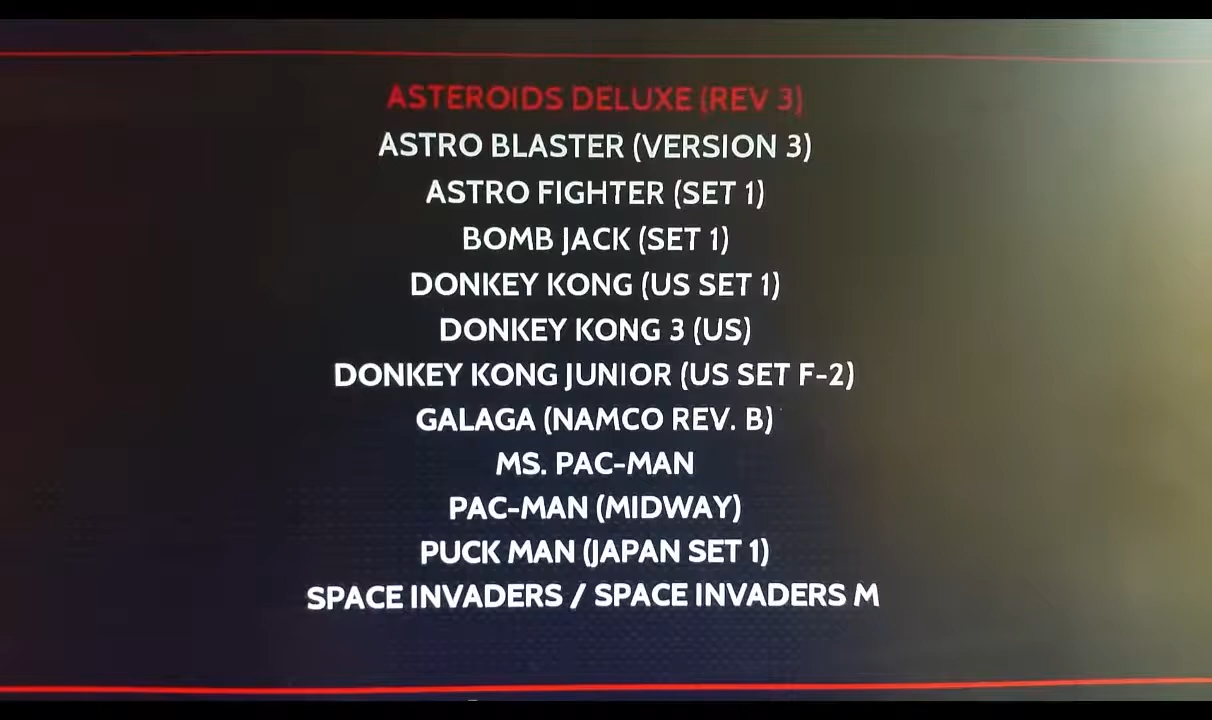 ASTEROIDS DELUXE (REV 3)
ASTRO BLASTER (VERSION 3)
ASTRO FIGHTER (SET 1)
BOMB JACK (SET 1)
DONKEY KONG (US SET 1)
DONKEY KONG 3 (US)
DONKEY KONG JUNIOR (US SET F-2)
GALAGA (NAMCO REV. B)
MS. PAC-MAN
PAC-MAN (MIDWAY)
PUCK MAN (JAPAN SET 1)
SPACE INVADERS / SPACE INVADERS M